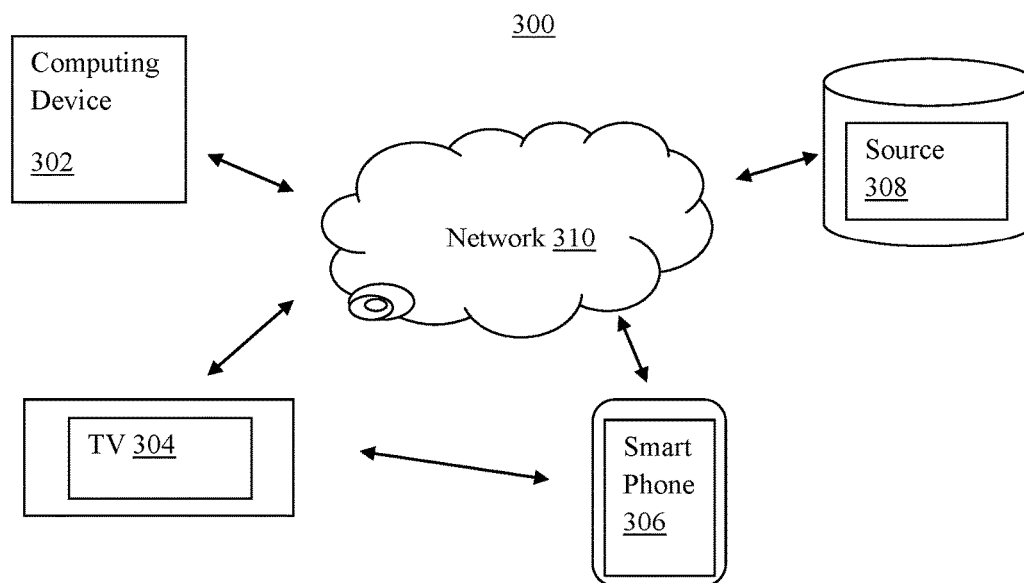 300
Computing
Device
302
Source
308
Network 310
TV 304
Smart
Phone
306